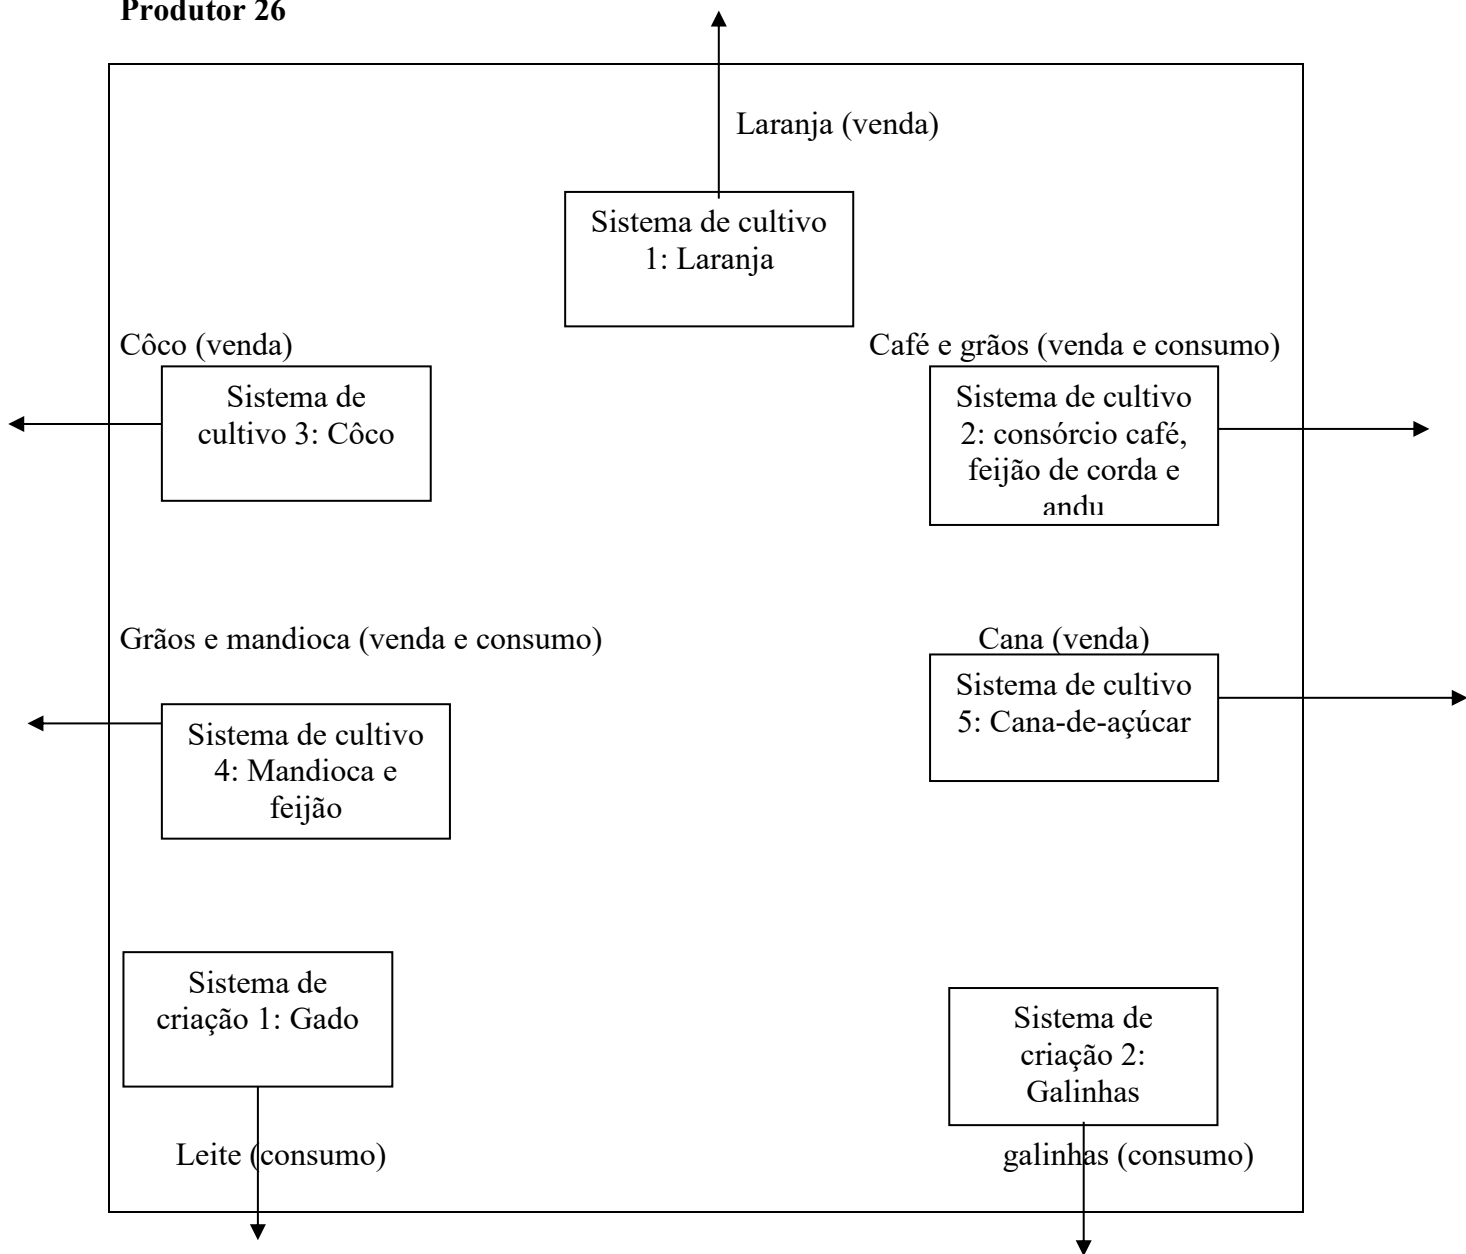 Produtor 26
Laranja (venda)
Sistema de cultivo
1: Laranja
Côco (venda)
Café e grãos (venda e consumo)
Sistema de
cultivo 3: Côco
Sistema de cultivo
2: consórcio café,
feijão de corda e
andu
Grãos e mandioca (venda e consumo)
Cana (venda)
Sistema de cultivo
4: Mandioca e
feijão
Sistema de cultivo
5: Cana-de-açúcar
Sistema de
criação 1: Gado
Sistema de
criação 2:
Galinhas
Leite (consumo)
galinhas (consumo)